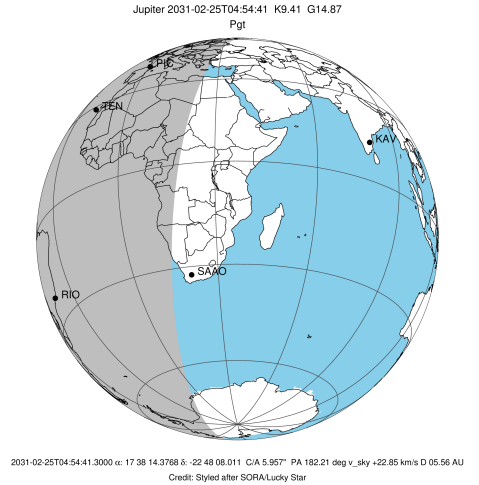 Jupiter 2031-02-25T04:54:41 K9.41 G14.87
Pgt
PIC
TEN
KAV
SAAO
RIO
2031-02-25T04:54:41.3000 α: 17 38 14.3768 δ: -22 48 08.011 C/A 5.957" PA 182.21 deg v_sky +22.85 km/s D 05.56 AU
Credit: Styled after SORA/Lucky Star